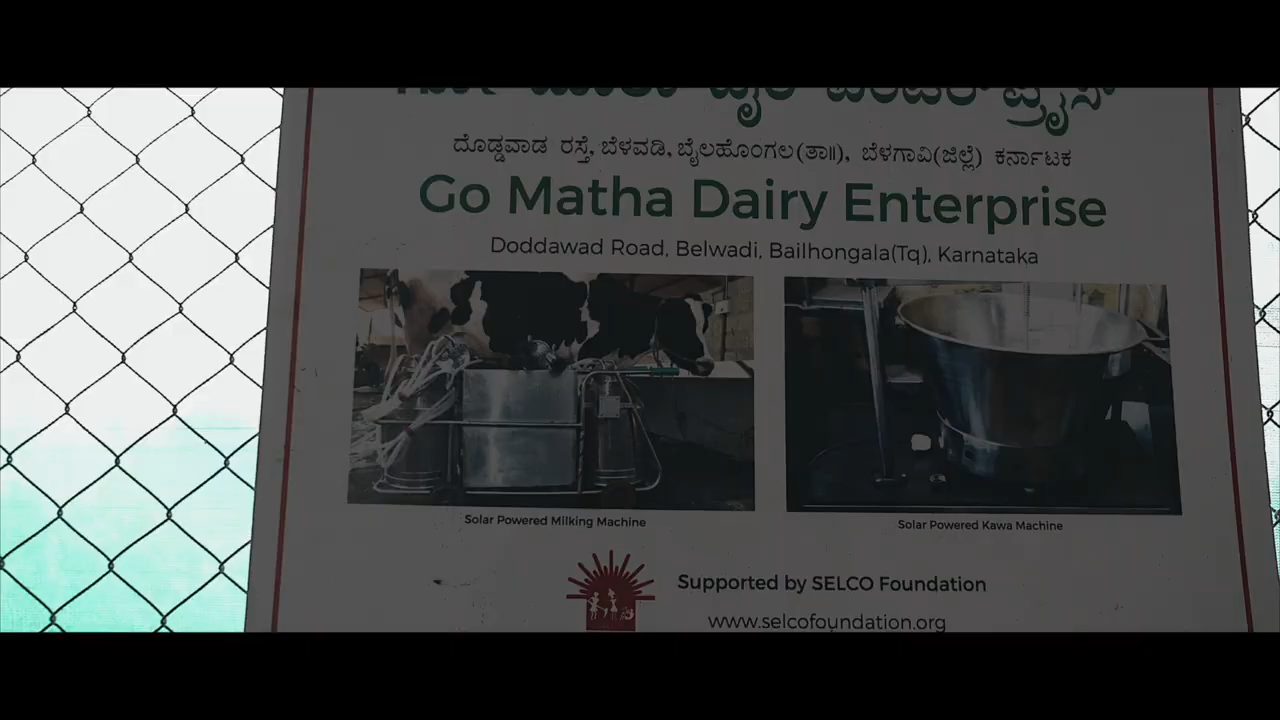 ಗೋ ಮಾತಾ ಡೈರಿ ಎಂಟರ್ ಪ್ರೈಸ್
ದೊಡ್ಡವಾಡ ರಸ್ತೆ, ಬೆಳವಡಿ, ಬೈಲಹೊಂಗಲ(ತಾ॥), ಬೆಳಗಾವಿ(ಜಿಲ್ಲೆ) ಕರ್ನಾಟಕ
Go Matha Dairy Enterprise
Doddawad Road, Belwadi, Bailhongala(Tq), Karnataka
Solar Powered Milking Machine
Solar Powered Kawa Machine
Supported by SELCO Foundation
www.selcofoundation.org